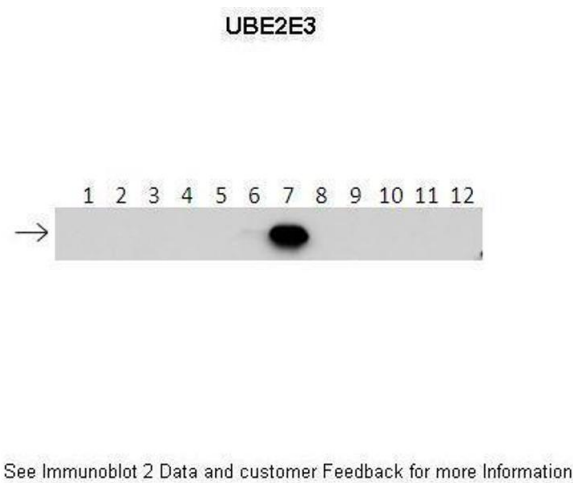 UBE2E3
1 2 3 4 5 6 7 8 9 10 11 12
See Immunoblot 2 Data and customer Feedback for more Information